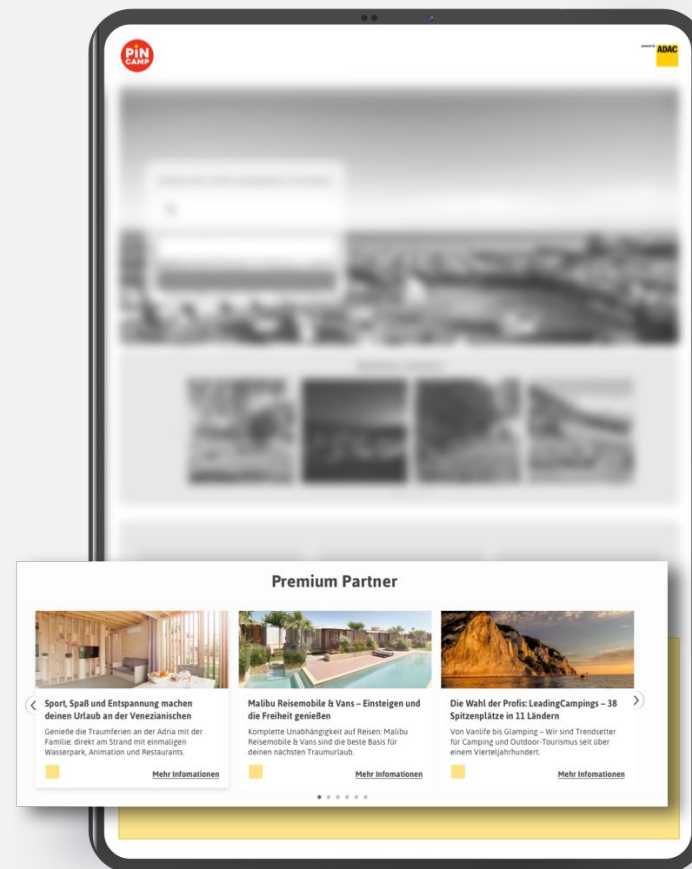 PiN
CAMP
powered by ADAC
Premium Partner
Sport, Spaß und Entspannung machen
deinen Urlaub an der Venezianischen
Genieße die Traumferien an der Adria mit der
Familie: direkt am Strand mit einmaligen
Wasserpark, Animation und Restaurants.
Mehr Infomationen
Malibu Reisemobile & Vans – Einsteigen und
die Freiheit genießen
Komplette Unabhängigkeit auf Reisen: Malibu
Reisemobile & Vans sind die beste Basis für
deinen nächsten Traumurlaub.
Mehr Infomationen
Die Wahl der Profis: LeadingCampings – 38
Spitzenplätze in 11 Ländern
Von Vanlife bis Glamping – Wir sind Trendsetter
für Camping und Outdoor-Tourismus seit über
einem Vierteljahrhundert.
Mehr Infomationen